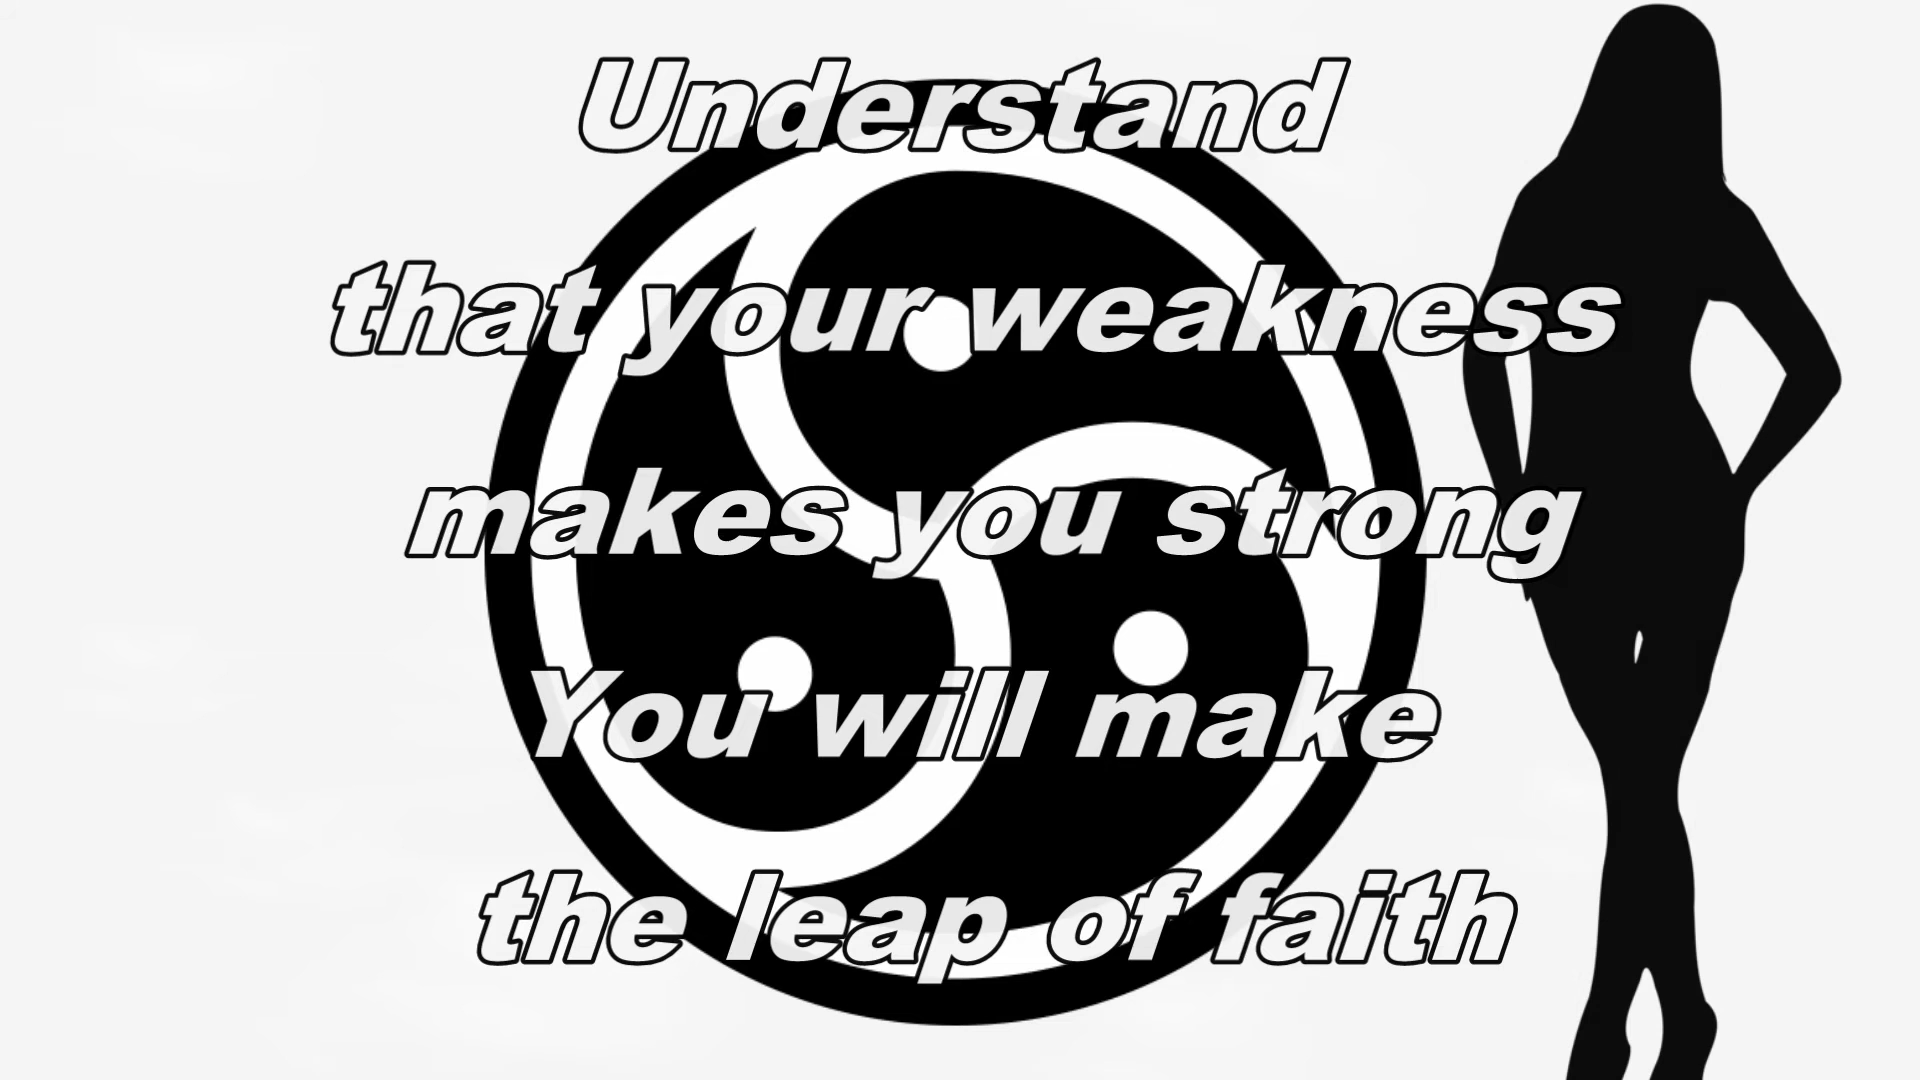 Understand
that your weakness
makes you strong
You will make
the leap of faith